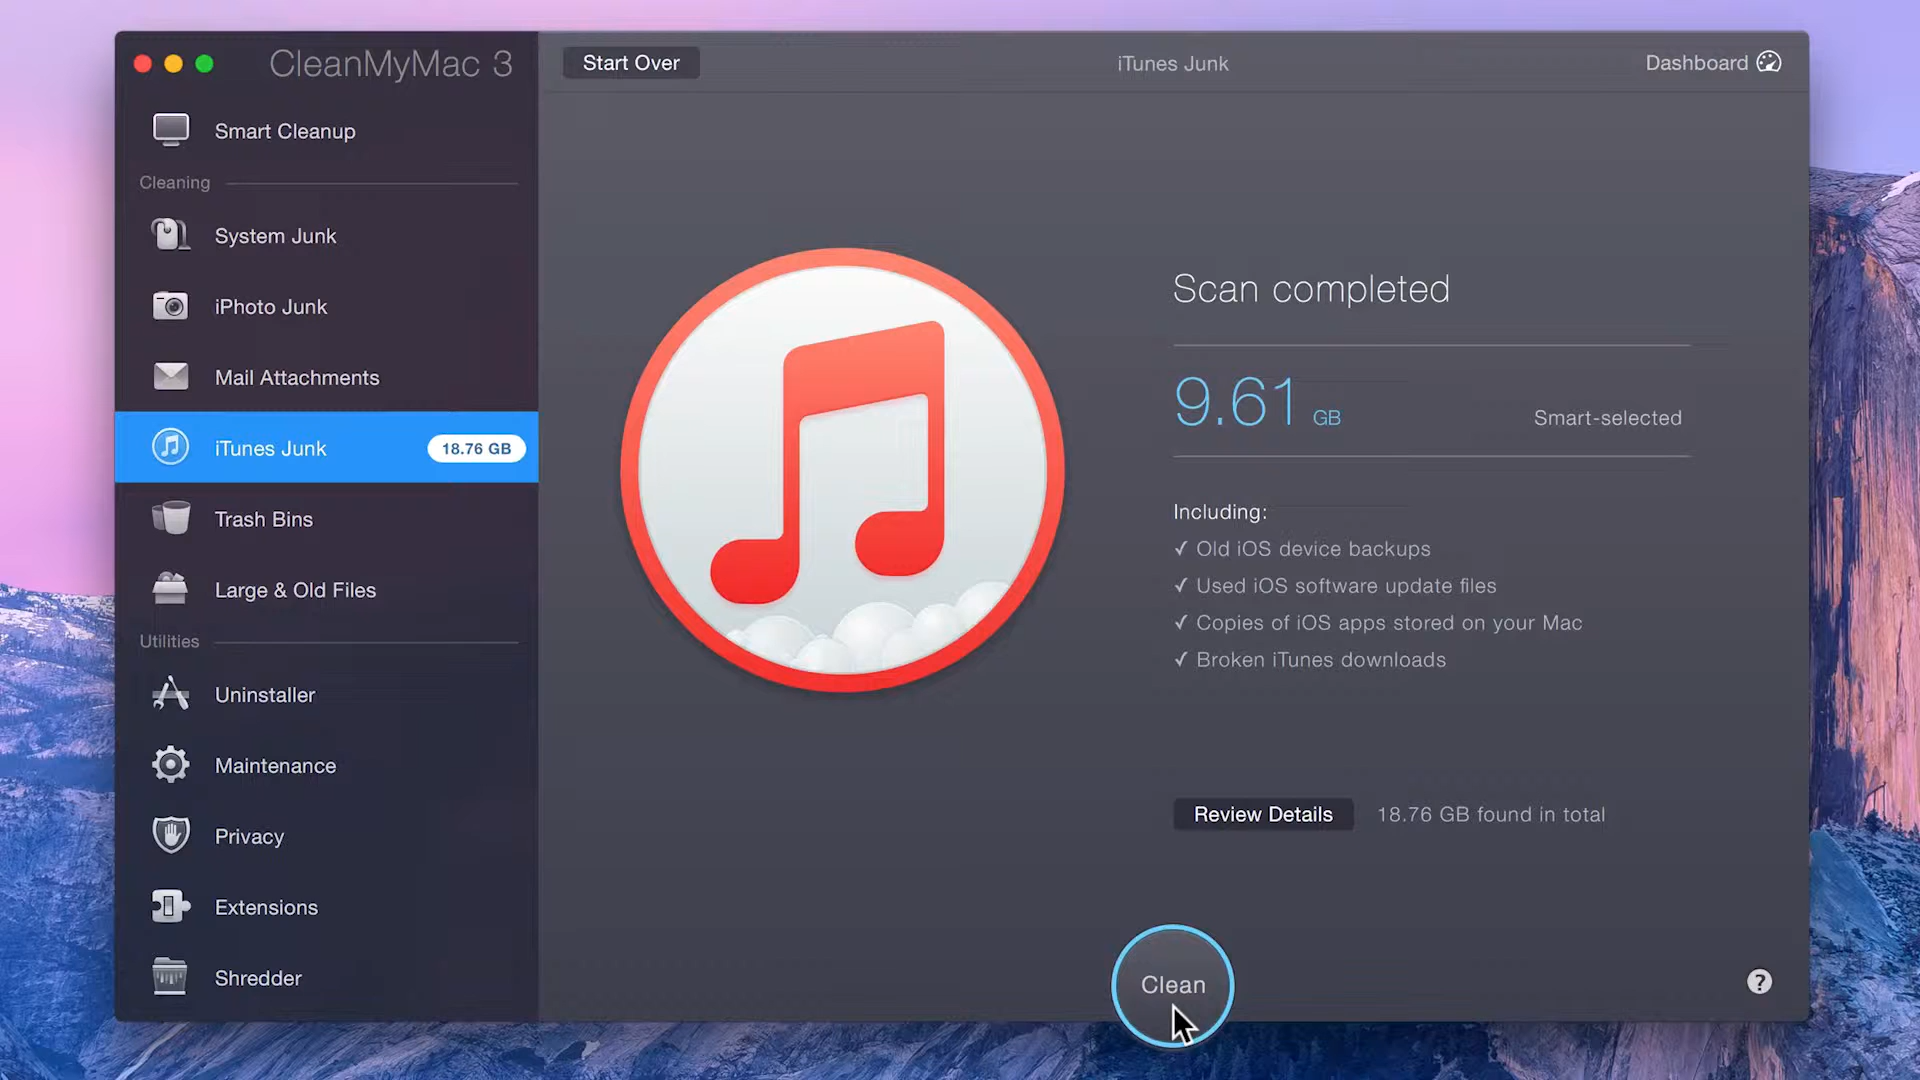 CleanMyMac 3
Start Over
iTunes Junk
Dashboard
Smart Cleanup
Cleaning
System Junk
iPhoto Junk
Mail Attachments
iTunes Junk 18.76 GB
Trash Bins
Large & Old Files
Utilities
Uninstaller
Maintenance
Privacy
Extensions
Shredder
Scan completed
9.61 GB Smart-selected
Including:
✓ Old iOS device backups
✓ Used iOS software update files
✓ Copies of iOS apps stored on your Mac
✓ Broken iTunes downloads
Review Details 18.76 GB found in total
Clean
?